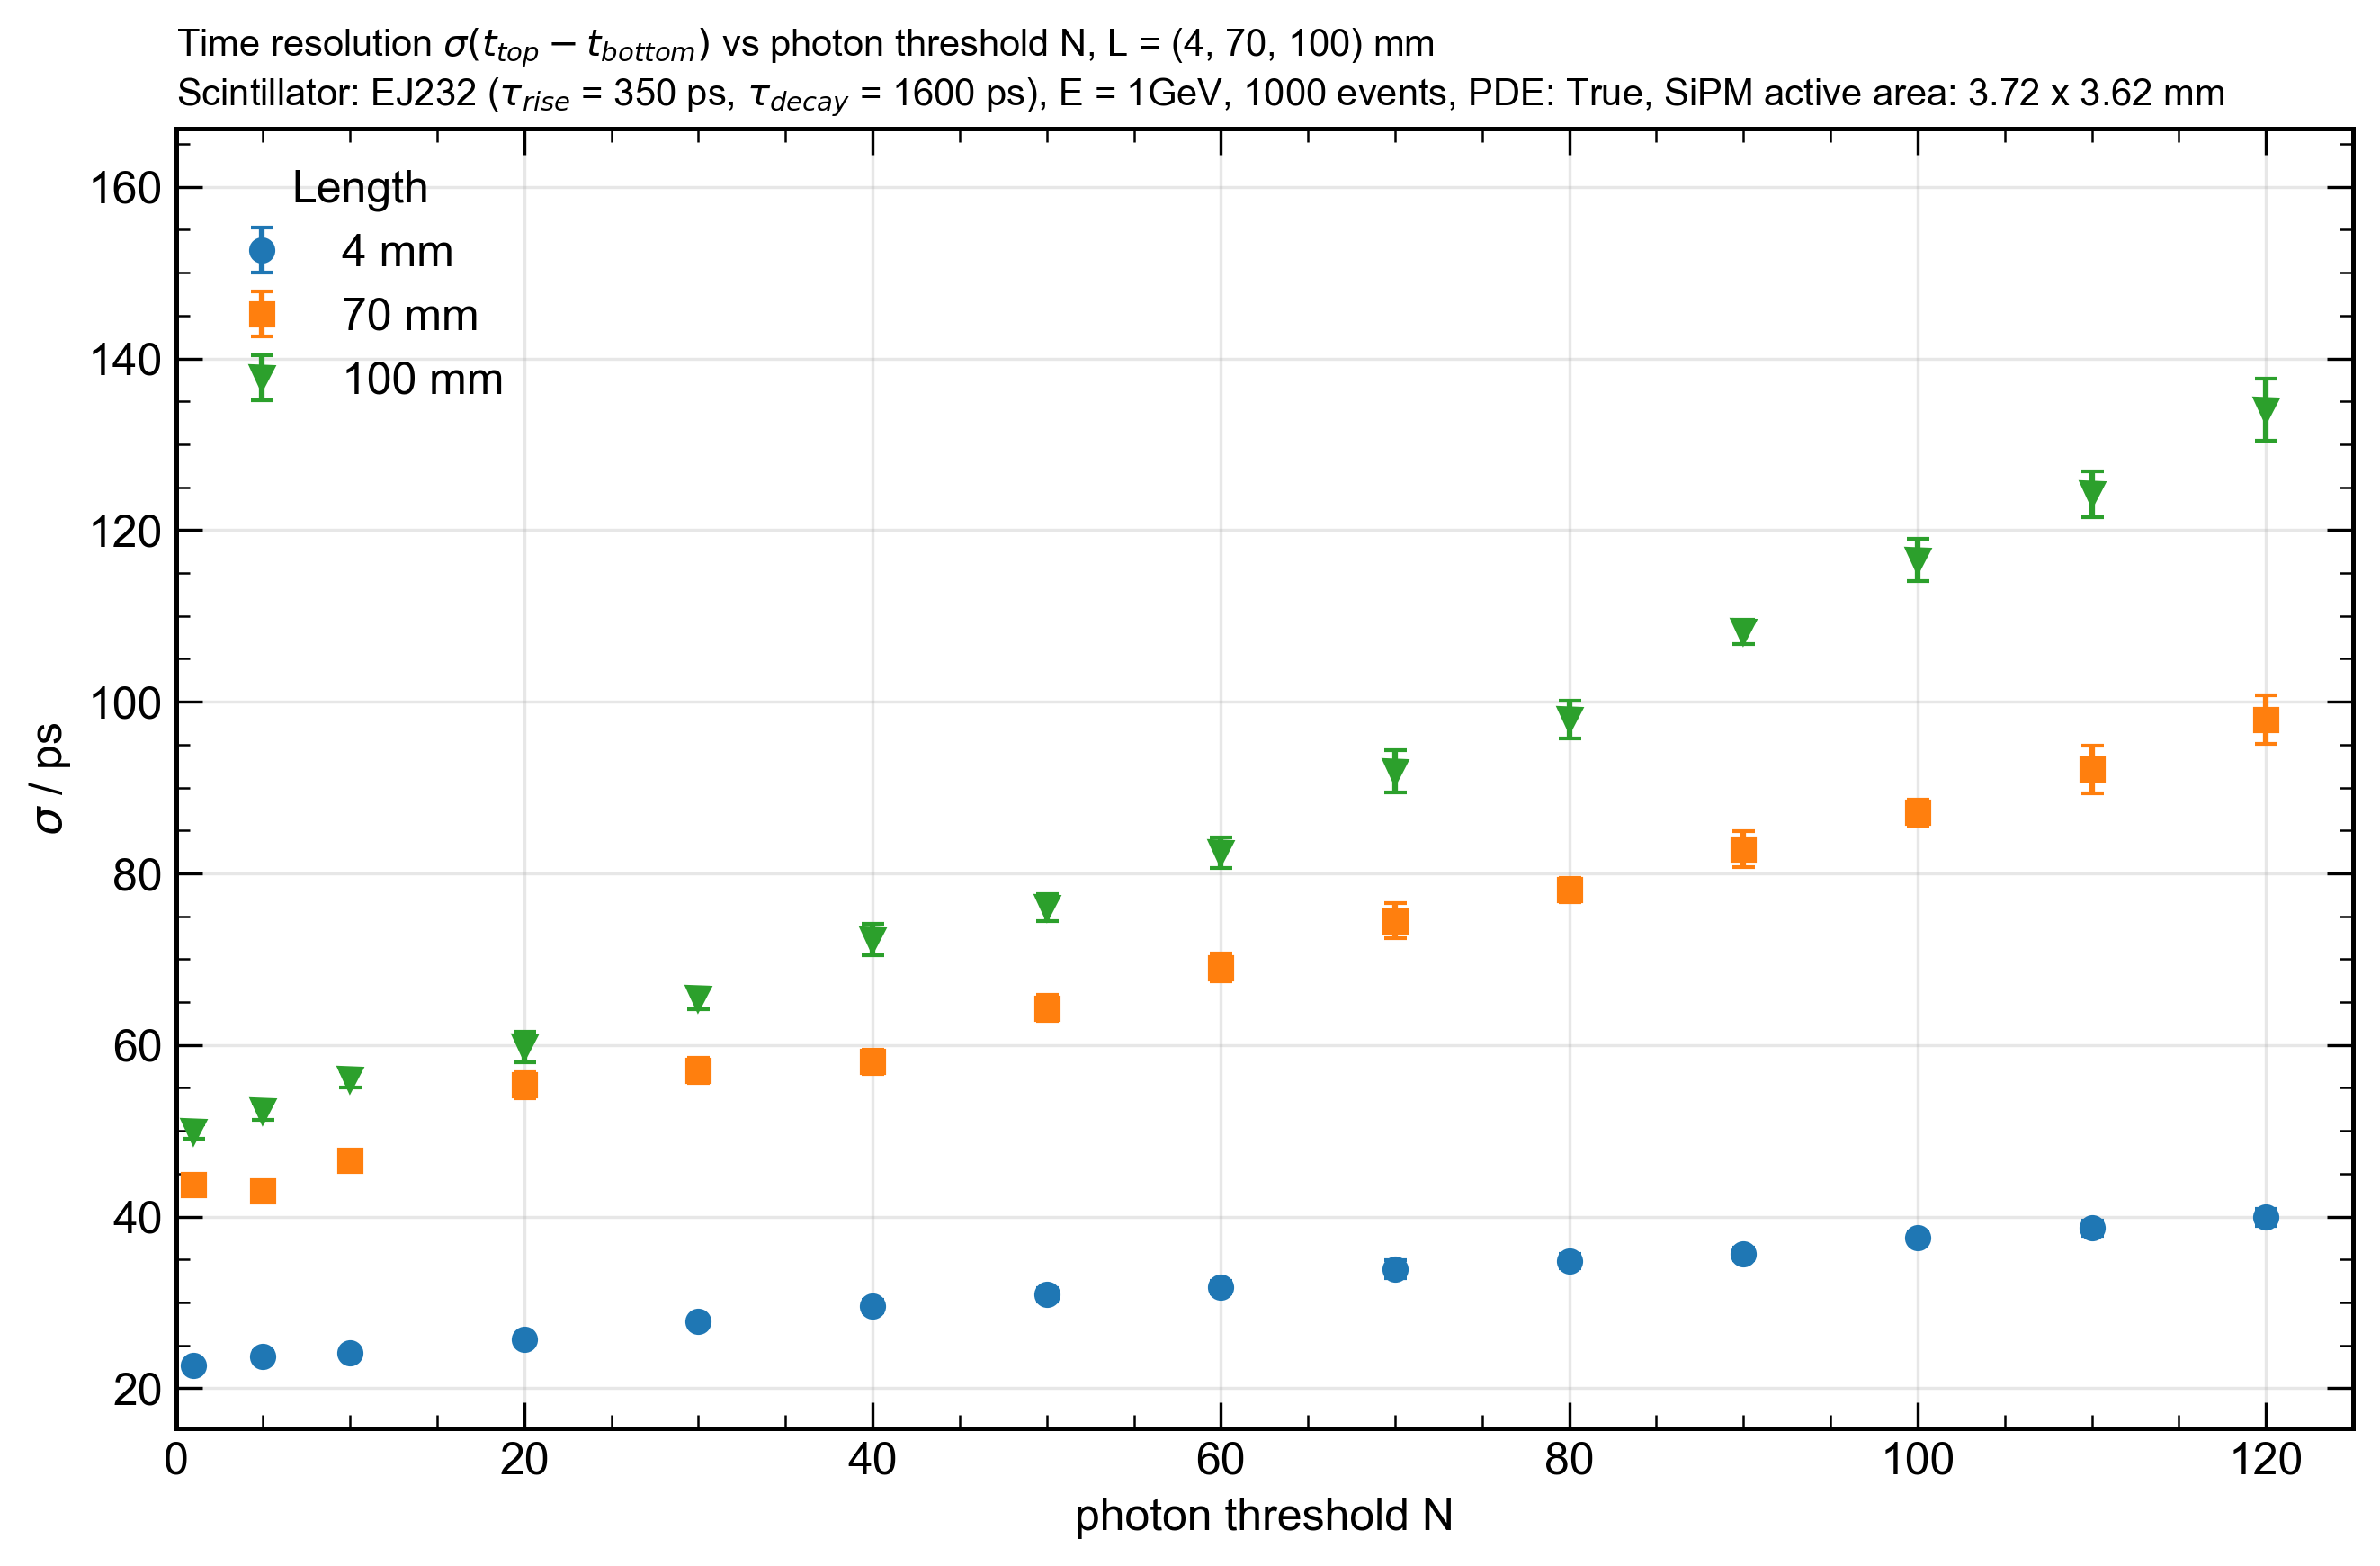 Time resolution σ(t_top − t_bottom) vs photon threshold N, L = (4, 70, 100) mm
Scintillator: EJ232 (τ_rise = 350 ps, τ_decay = 1600 ps), E = 1GeV, 1000 events, PDE: True, SiPM active area: 3.72 x 3.62 mm
Length
4 mm
70 mm
100 mm
160
140
120
100
80
60
40
20
σ / ps
0 20 40 60 80 100 120
photon threshold N